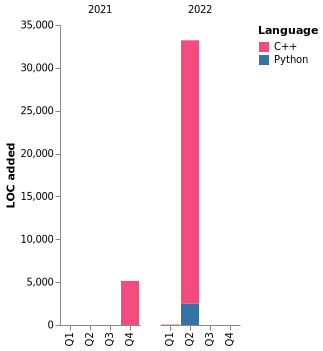 2021 2022
Language
C++
Python
LOC added
35,000
30,000
25,000
20,000
15,000
10,000
5,000
0
Q1 Q2 Q3 Q4 Q1 Q2 Q3 Q4